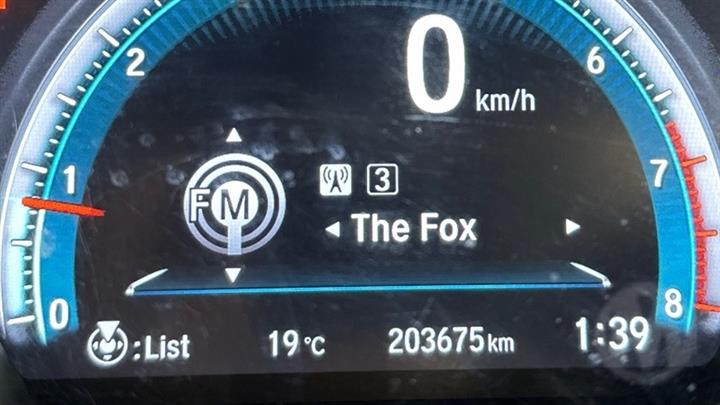 0 km/h
2
6
1
7
FM
3
The Fox
0
8
:List
19°C
203675 km
1:39